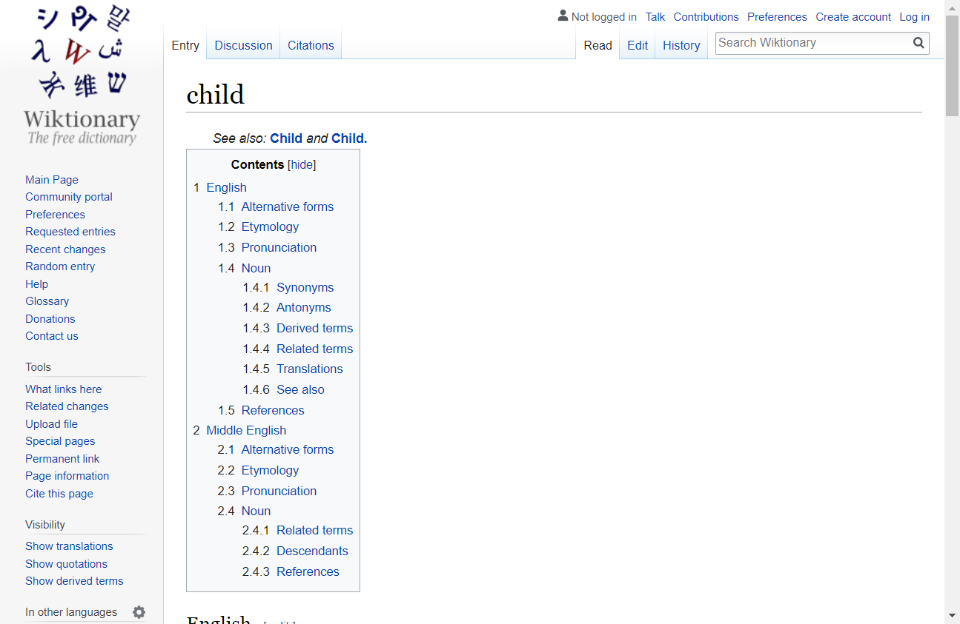 Wiktionary
The free dictionary
Main Page
Community portal
Preferences
Requested entries
Recent changes
Random entry
Help
Glossary
Donations
Contact us
Tools
What links here
Related changes
Upload file
Special pages
Permanent link
Page information
Cite this page
Visibility
Show translations
Show quotations
Show derived terms
In other languages
Not logged in Talk Contributions Preferences Create account Log in
Entry Discussion Citations Read Edit History Search Wiktionary
child
See also: Child and Child.
Contents [hide]
1 English
1.1 Alternative forms
1.2 Etymology
1.3 Pronunciation
1.4 Noun
1.4.1 Synonyms
1.4.2 Antonyms
1.4.3 Derived terms
1.4.4 Related terms
1.4.5 Translations
1.4.6 See also
1.5 References
2 Middle English
2.1 Alternative forms
2.2 Etymology
2.3 Pronunciation
2.4 Noun
2.4.1 Related terms
2.4.2 Descendants
2.4.3 References
English